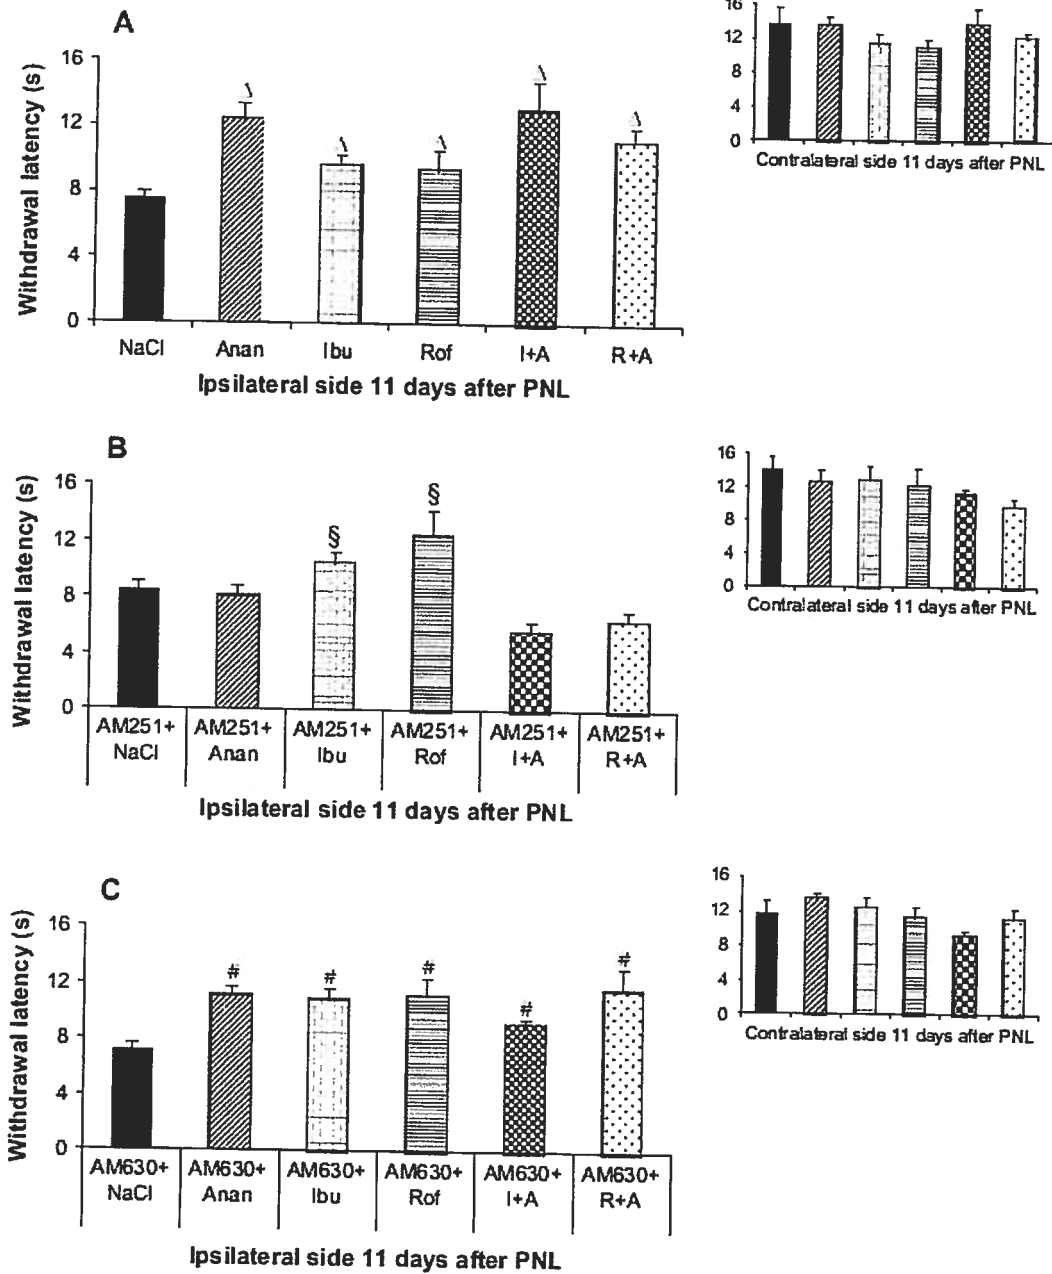 A
Withdrawal latency (s)
16
12
8
4
0
Δ
Δ
Δ
Δ
Δ
NaCl
Anan
Ibu
Rof
I+A
R+A
Ipsilateral side 11 days after PNL
16
12
8
4
0
Contralateral side 11 days after PNL
B
Withdrawal latency (s)
16
12
8
4
0
§
§
AM251+ AM251+ AM251+ AM251+ AM251+ AM251+
NaCl Anan Ibu Rof I+A R+A
Ipsilateral side 11 days after PNL
16
12
8
4
0
Contralateral side 11 days after PNL
C
Withdrawal latency (s)
16
12
8
4
0
#
#
#
#
#
AM630+ AM630+ AM630+ AM630+ AM630+ AM630+
NaCl Anan Ibu Rof I+A R+A
Ipsilateral side 11 days after PNL
16
12
8
4
0
Contralateral side 11 days after PNL